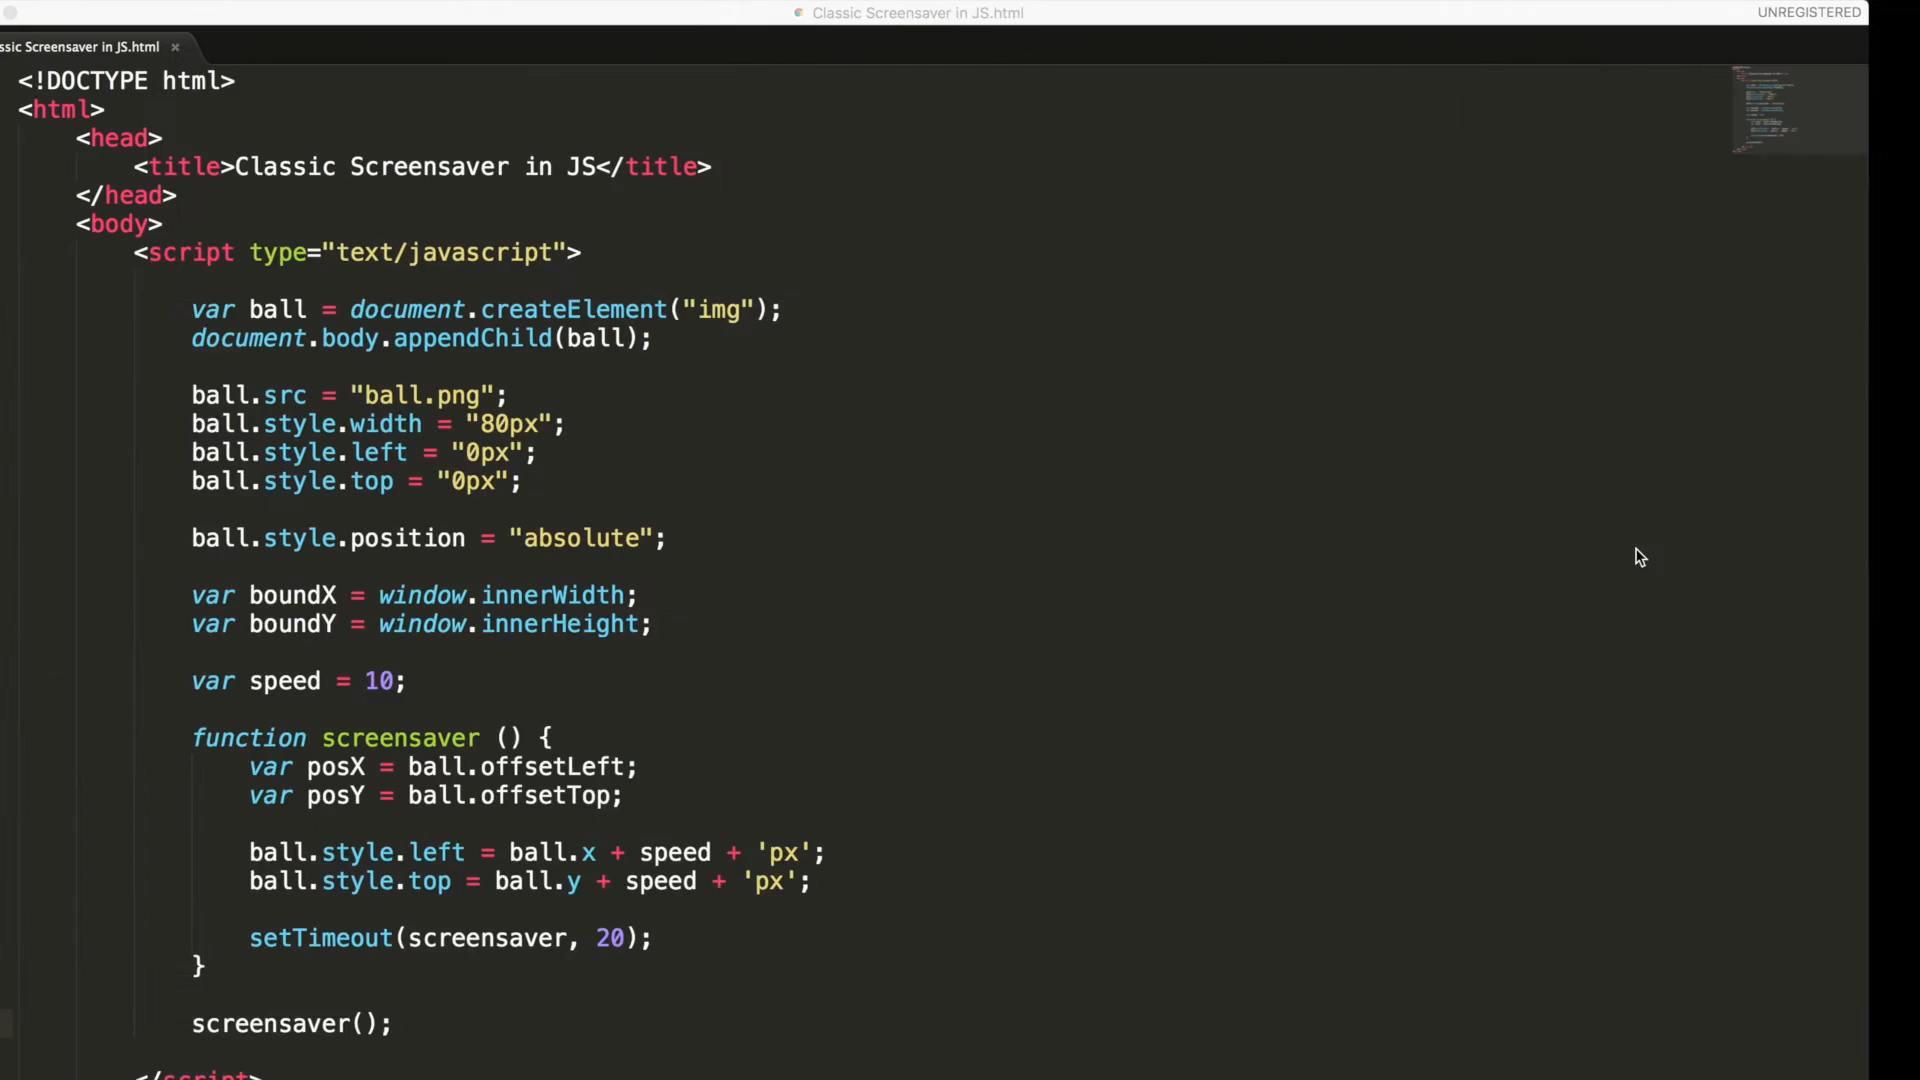 Classic Screensaver in JS.html
UNREGISTERED
ssic Screensaver in JS.html ×
<!DOCTYPE html>
<html>
<head>
<title>Classic Screensaver in JS</title>
</head>
<body>
<script type="text/javascript">
var ball = document.createElement("img");
document.body.appendChild(ball);
ball.src = "ball.png";
ball.style.width = "80px";
ball.style.left = "0px";
ball.style.top = "0px";
ball.style.position = "absolute";
var boundX = window.innerWidth;
var boundY = window.innerHeight;
var speed = 10;
function screensaver () {
var posX = ball.offsetLeft;
var posY = ball.offsetTop;
ball.style.left = ball.x + speed + 'px';
ball.style.top = ball.y + speed + 'px';
setTimeout(screensaver, 20);
}
screensaver();
</script>